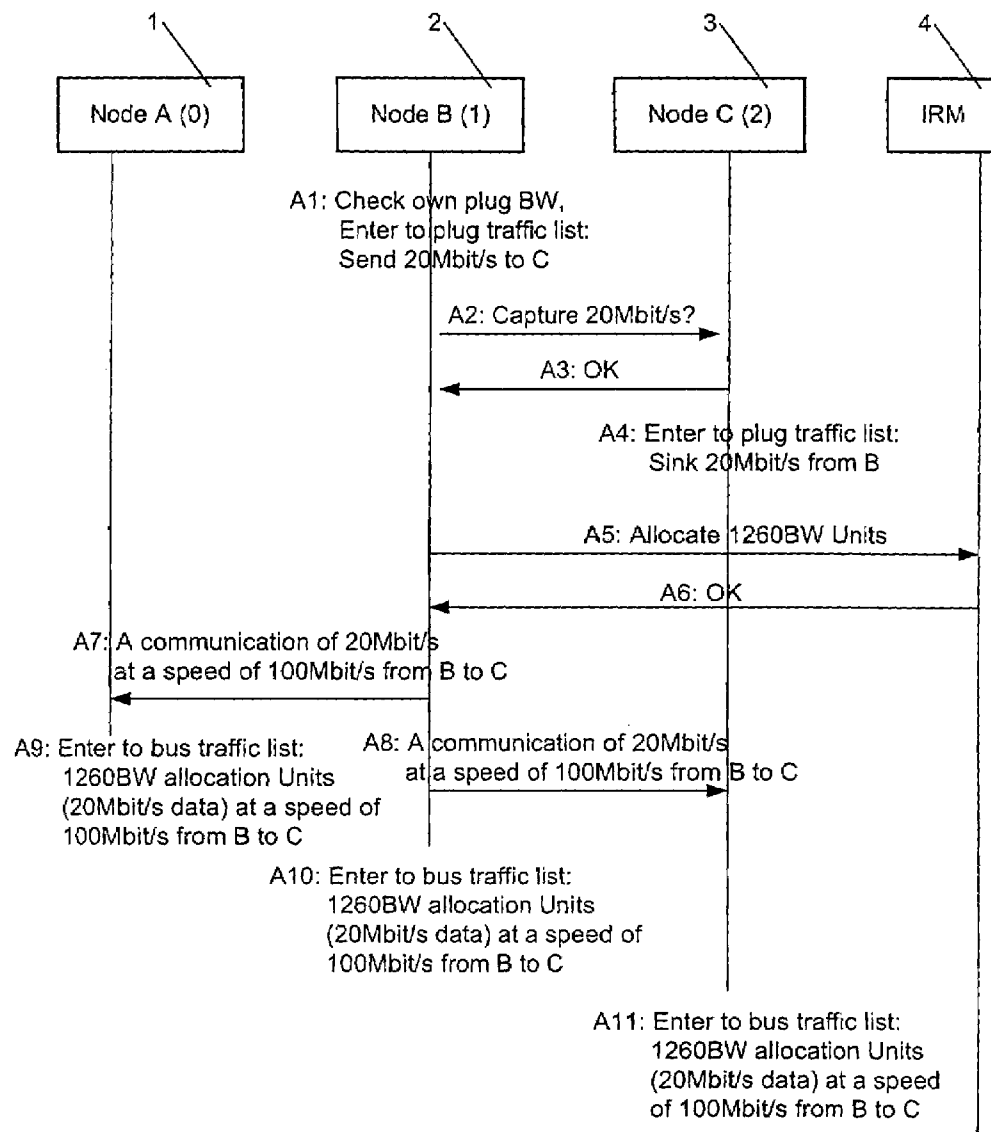 1
2
3
4
Node A (0)
Node B (1)
Node C (2)
IRM
A1: Check own plug BW,
Enter to plug traffic list:
Send 20Mbit/s to C
A2: Capture 20Mbit/s?
A3: OK
A4: Enter to plug traffic list:
Sink 20Mbit/s from B
A5: Allocate 1260BW Units
A6: OK
A7: A communication of 20Mbit/s
at a speed of 100Mbit/s from B to C
A9: Enter to bus traffic list:
1260BW allocation Units
(20Mbit/s data) at a speed of
100Mbit/s from B to C
A8: A communication of 20Mbit/s
at a speed of 100Mbit/s from B to C
A10: Enter to bus traffic list:
1260BW allocation Units
(20Mbit/s data) at a speed of
100Mbit/s from B to C
A11: Enter to bus traffic list:
1260BW allocation Units
(20Mbit/s data) at a speed
of 100Mbit/s from B to C